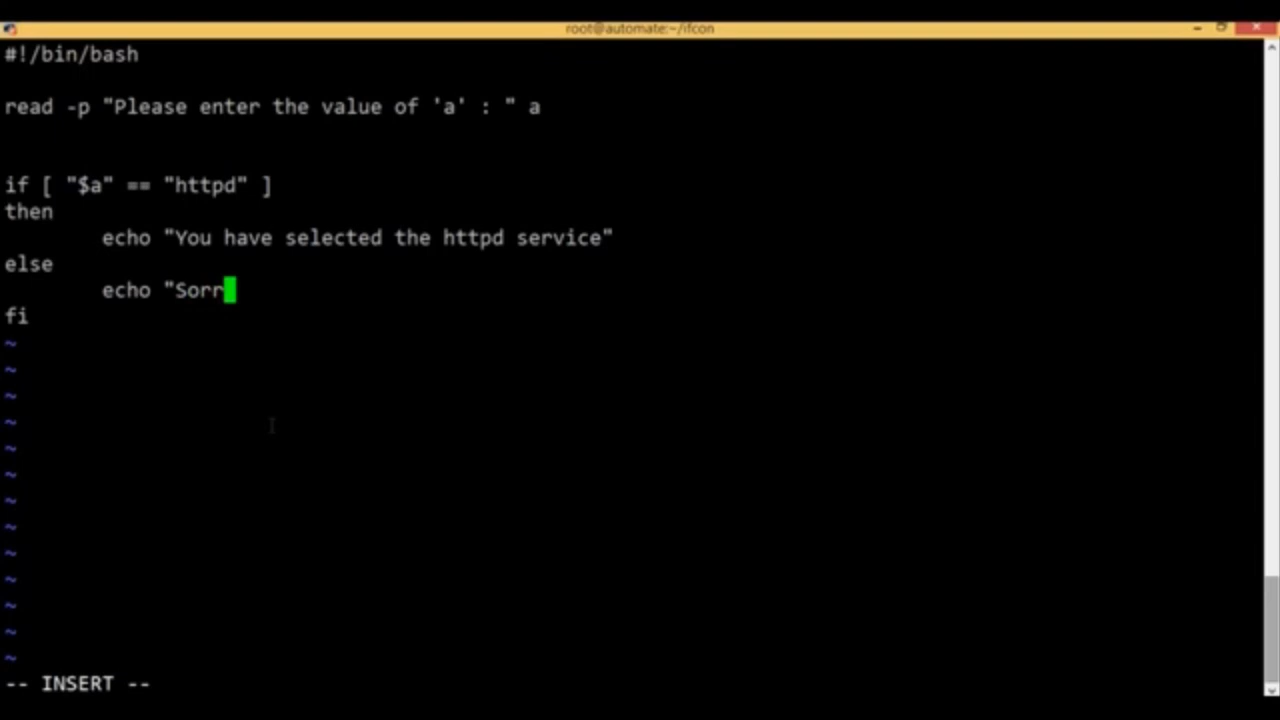 root@automate:~/ifcon
#!/bin/bash
read -p "Please enter the value of 'a' : " a
if [ "$a" == "httpd" ]
then
echo "You have selected the httpd service"
else
echo "Sorr
fi
~
~
~
~
~
~
~
~
~
~
~
~
~
-- INSERT --